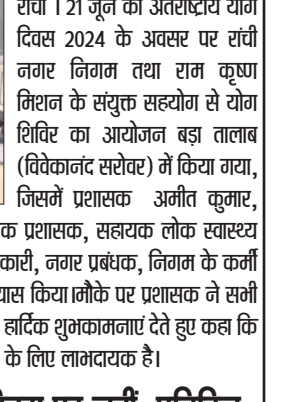 रांची । 21 जून को अंतर्राष्ट्रीय योग
दिवस 2024 के अवसर पर रांची
नगर निगम तथा राम कृष्ण
मिशन के संयुक्त सहयोग से योग
शिविर का आयोजन बड़ा तालाब
(विवेकानंद सरोवर) में किया गया,
जिसमें प्रशासक अमीत कुमार,
क प्रशासक, सहायक लोक स्वास्थ्य
कारी, नगर प्रबंधक, निगम के कर्मी
यास किया।मौके पर प्रशासक ने सभी
हार्दिक शुभकामनाएं देते हुए कहा कि
के लिए लाभदायक है।